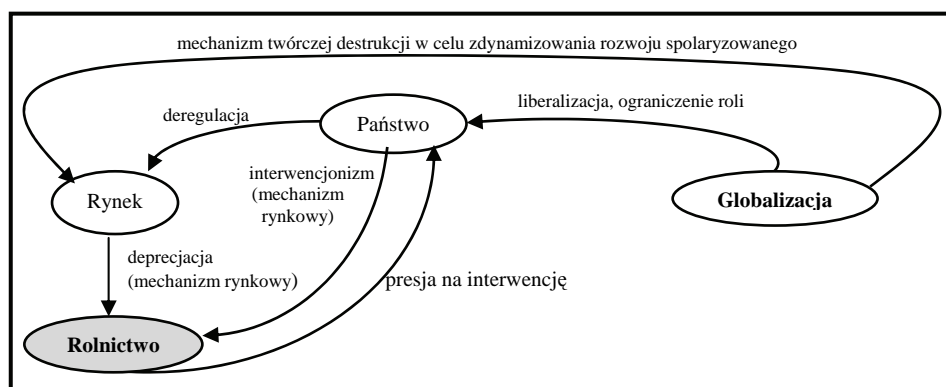 mechanizm twórczej destrukcji w celu zdynamizowania rozwoju spolaryzowanego
liberalizacja, ograniczenie roli
deregulacja
Państwo
interwencjonizm
(mechanizm
rynkowy)
Rynek
Globalizacja
deprecjacja
(mechanizm rynkowy)
presja na interwencję
Rolnictwo